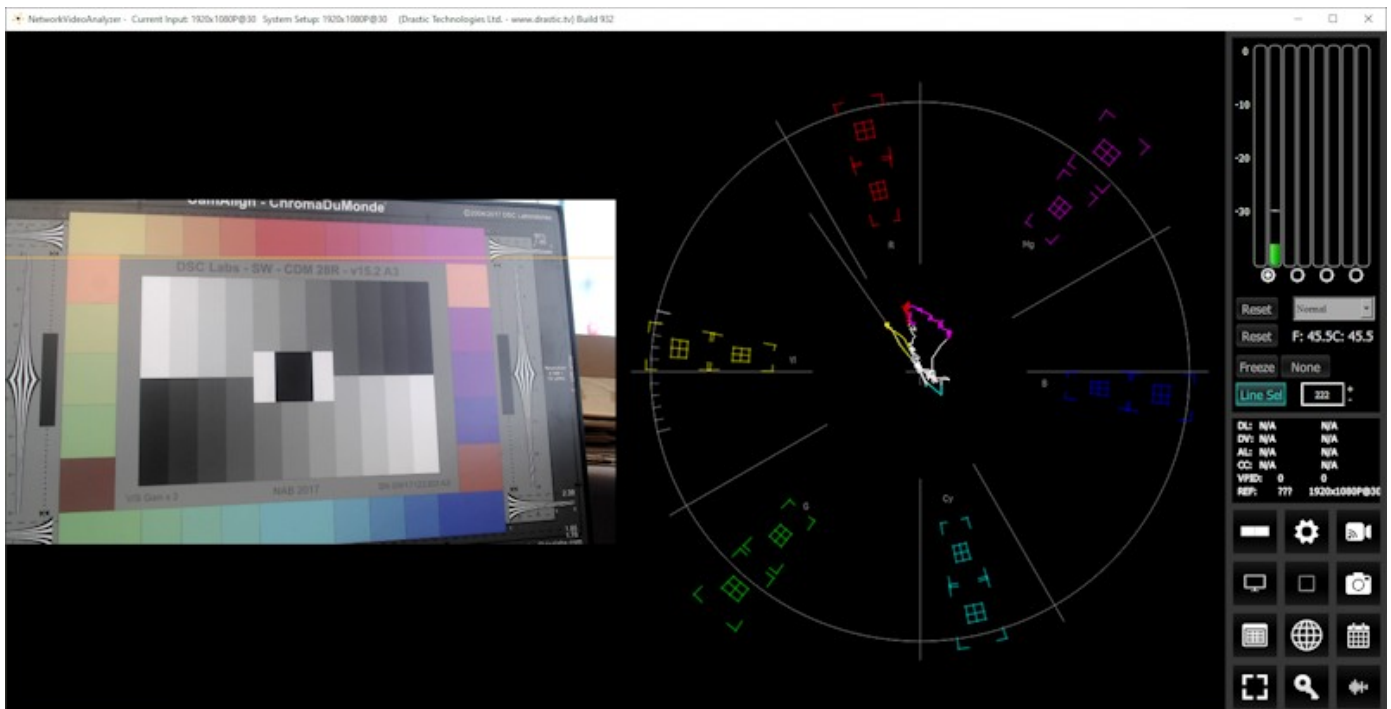 NetworkVideoAnalyzer - Current Input: 1920x1080P@30 System Setup: 1920x1080P@30 (Drastic Technologies Ltd. - www.drastic.tv) Build 932
CamAlign - ChromaDuMonde
DSC Labs - SW - CDM 28R - v15.2 A3
V/S Gen x 3
NAB 2017
R
Mg
Yl
B
G
Cy
0
-10
-20
-30
Reset
Normal
Reset
F: 45.5C: 45.5
Freeze
None
Line Sel
222
+
-
DL: N/A N/A
DV: N/A N/A
AL: N/A N/A
CC: N/A N/A
VPID: 0 0
REF: ??? 1920x1080P@30